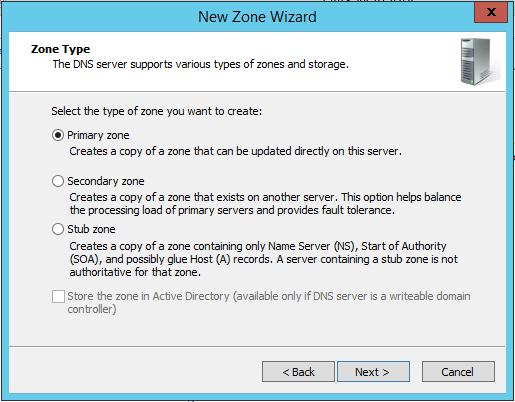 New Zone Wizard
x
Zone Type
The DNS server supports various types of zones and storage.
Select the type of zone you want to create:
Primary zone
Creates a copy of a zone that can be updated directly on this server.
Secondary zone
Creates a copy of a zone that exists on another server. This option helps balance
the processing load of primary servers and provides fault tolerance.
Stub zone
Creates a copy of a zone containing only Name Server (NS), Start of Authority
(SOA), and possibly glue Host (A) records. A server containing a stub zone is not
authoritative for that zone.
Store the zone in Active Directory (available only if DNS server is a writeable domain
controller)
< Back
Next >
Cancel